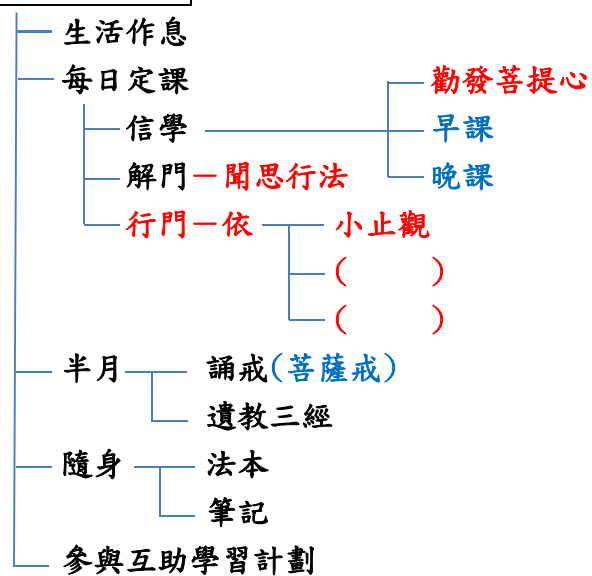 生活作息
每日定課
信學 勸發菩提心
早課
解門－聞思行法 晚課
行門－依 小止觀
(　　)
(　　)
半月 誦戒(菩薩戒)
遺教三經
隨身 法本
筆記
參與互助學習計劃